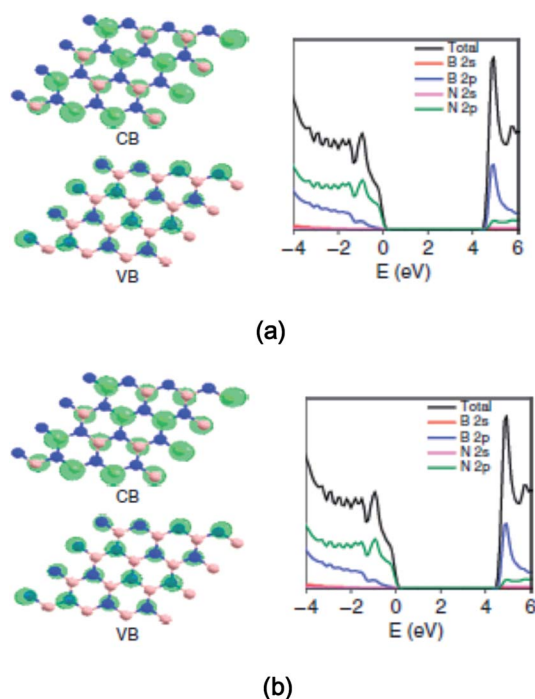 CB
VB
Total
B 2s
B 2p
N 2s
N 2p
−4 −2 0 2 4 6
E (eV)
(a)
CB
VB
Total
B 2s
B 2p
N 2s
N 2p
−4 −2 0 2 4 6
E (eV)
(b)